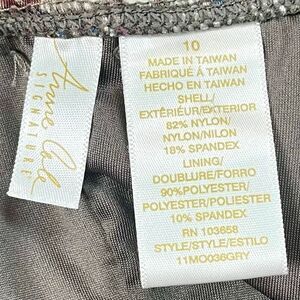 Anne Cole
SIGNATURE
10
MADE IN TAIWAN
FABRIQUÉ À TAIWAN
HECHO EN TAIWAN
SHELL/
EXTÉRIEUR/EXTERIOR
82% NYLON/
NYLON/NILON
18% SPANDEX
LINING/
DOUBLURE/FORRO
90%POLYESTER/
POLYESTER/POLIESTER
10% SPANDEX
RN 103658
STYLE/STYLE/ESTILO
11MO036GRY